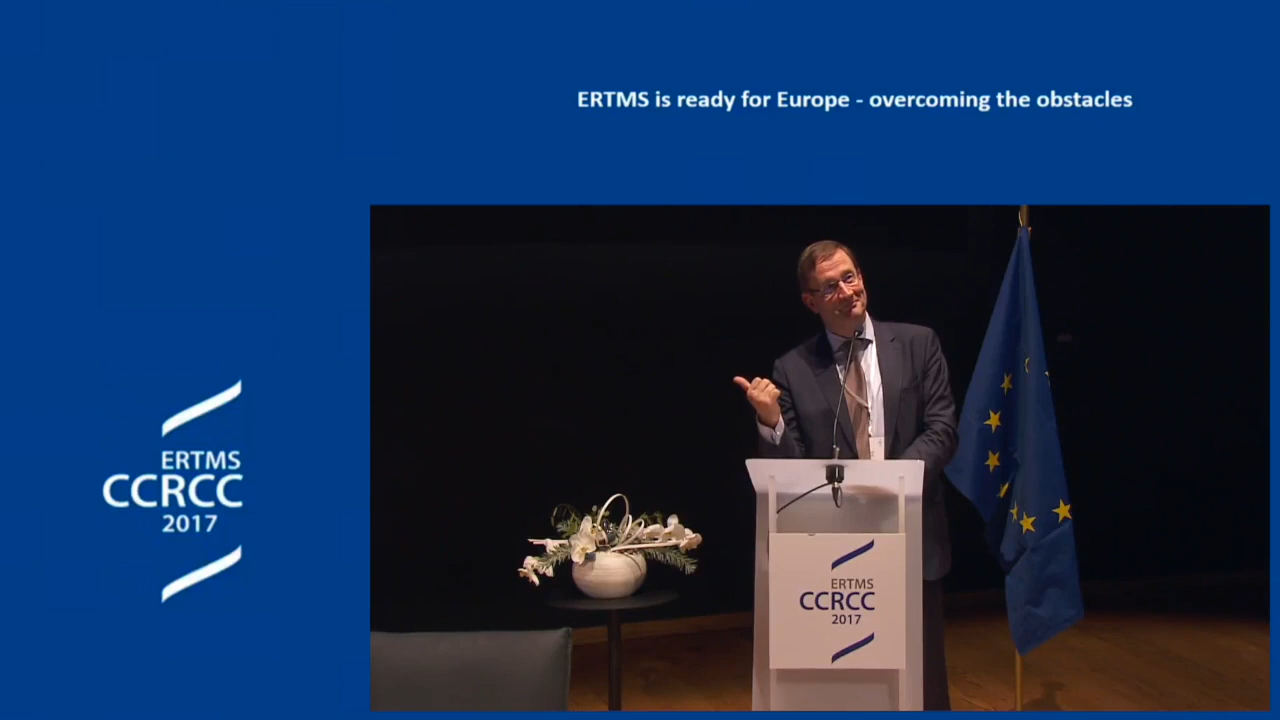 ERTMS is ready for Europe - overcoming the obstacles
ERTMS
CCRCC
2017
ERTMS
CCRCC
2017